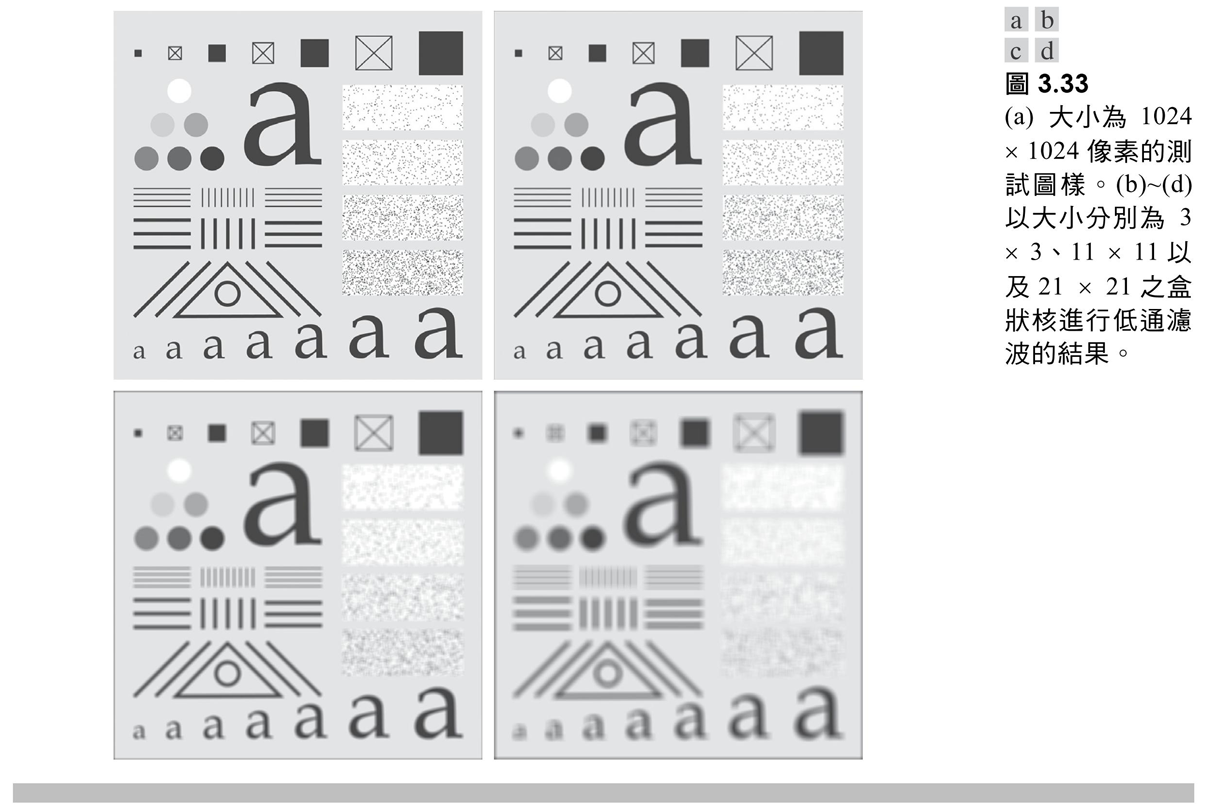 a b
c d
圖 3.33
(a) 大小為 1024
× 1024 像素的測
試圖樣。(b)~(d)
以大小分別為 3
× 3、11 × 11 以
及 21 × 21 之盒
狀核進行低通濾
波的結果。
a
a a a a a a a
a
a a a a a a a
a
a a a a a a a
a
a a a a a a a